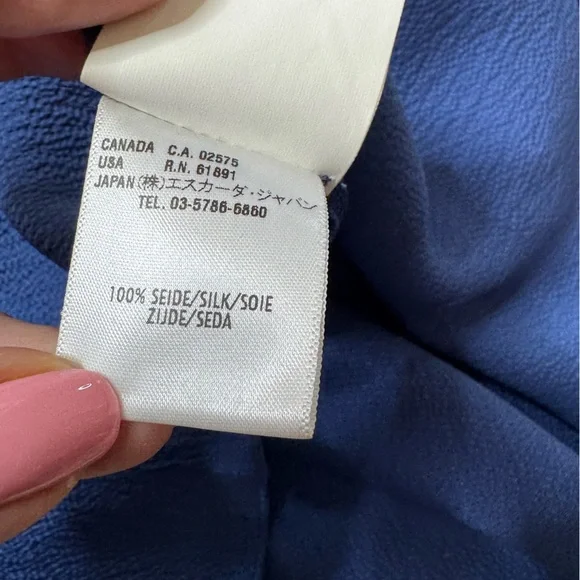 CANADA C.A. 02575
USA R.N. 61891
JAPAN (株)エスカーダ・ジャパン
TEL. 03-5786-6860
100% SEIDE/SILK/SOIE
ZIJDE/SEDA